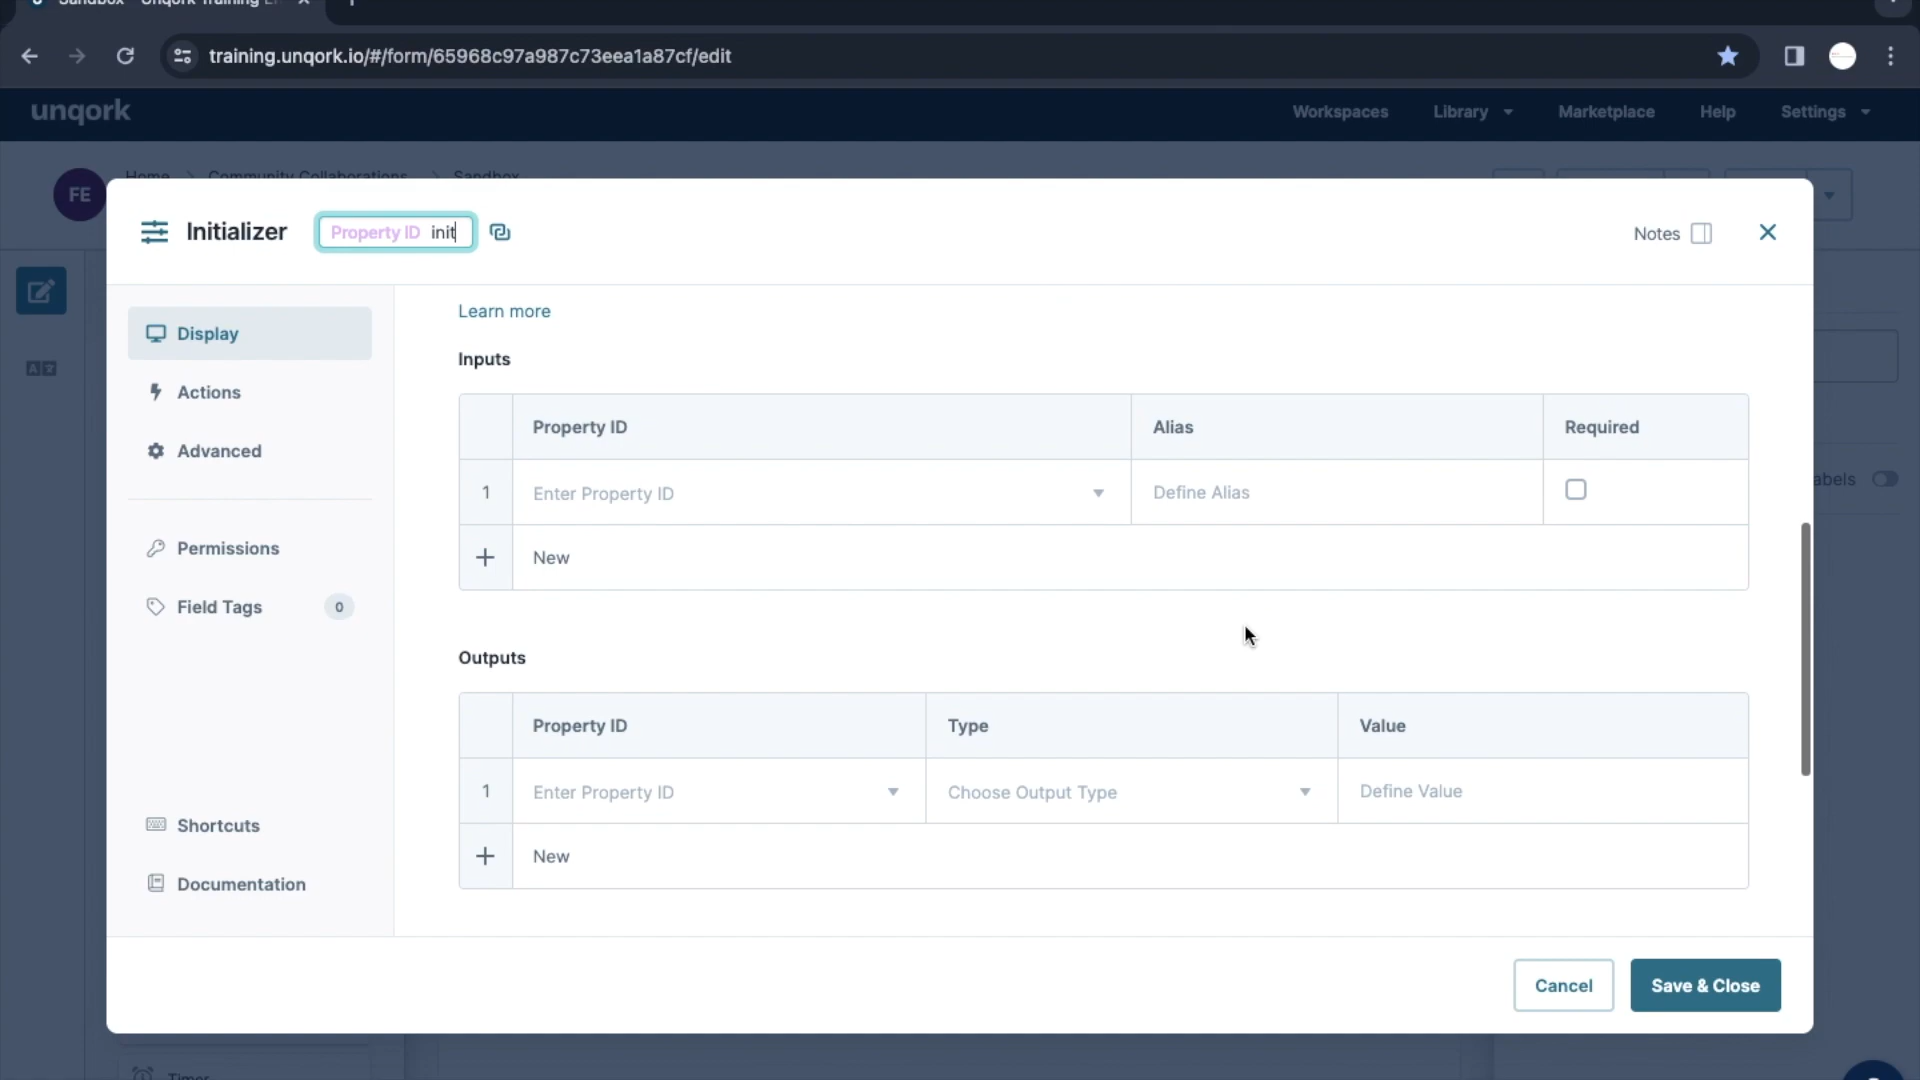 Sandbox - Unqork Training
training.unqork.io/#/form/65968c97a987c73eea1a87cf/edit
unqork
Workspaces
Library
Marketplace
Help
Settings
FE
Home
Community Collaborations
Sandbox
Initializer
Property ID init
Notes
Display
Actions
Advanced
Permissions
Field Tags 0
Shortcuts
Documentation
Learn more
Inputs
Property ID Alias Required
1 Enter Property ID Define Alias
+ New
Outputs
Property ID Type Value
1 Enter Property ID Choose Output Type Define Value
+ New
Cancel
Save & Close
Timer